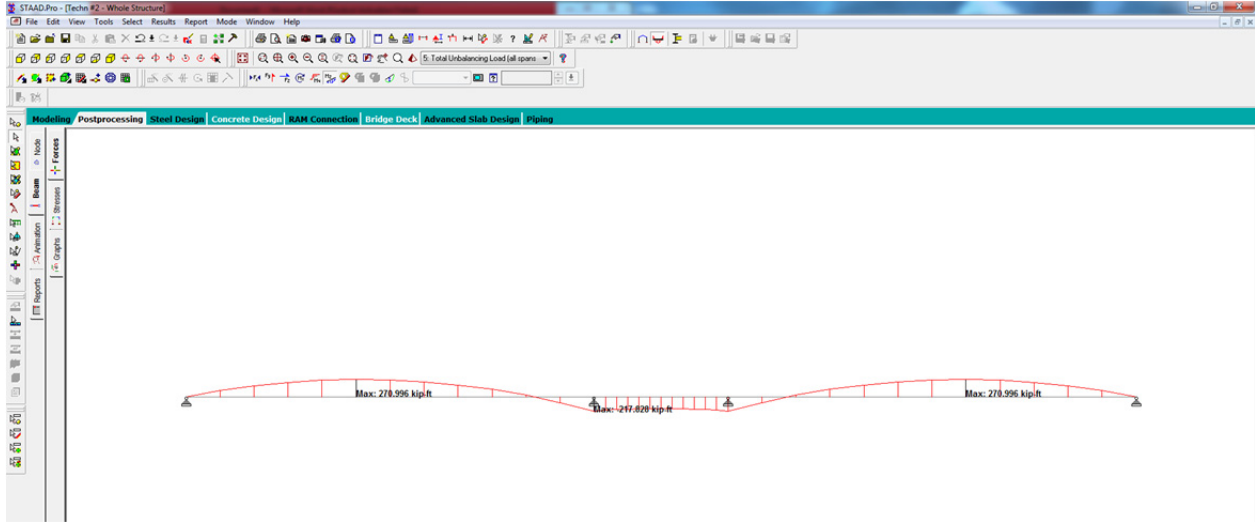 STAAD.Pro - [Techn #2 - Whole Structure]
File Edit View Tools Select Results Report Mode Window Help
5: Total Unbalancing Load (all spans
Modeling Postprocessing Steel Design Concrete Design RAM Connection Bridge Deck Advanced Slab Design Piping
Node
Beam
Animation
Reports
Forces
Stresses
Graphs
Max: 270.996 kip-ft
Max: -217.828 kip-ft
Max: 270.996 kip-ft